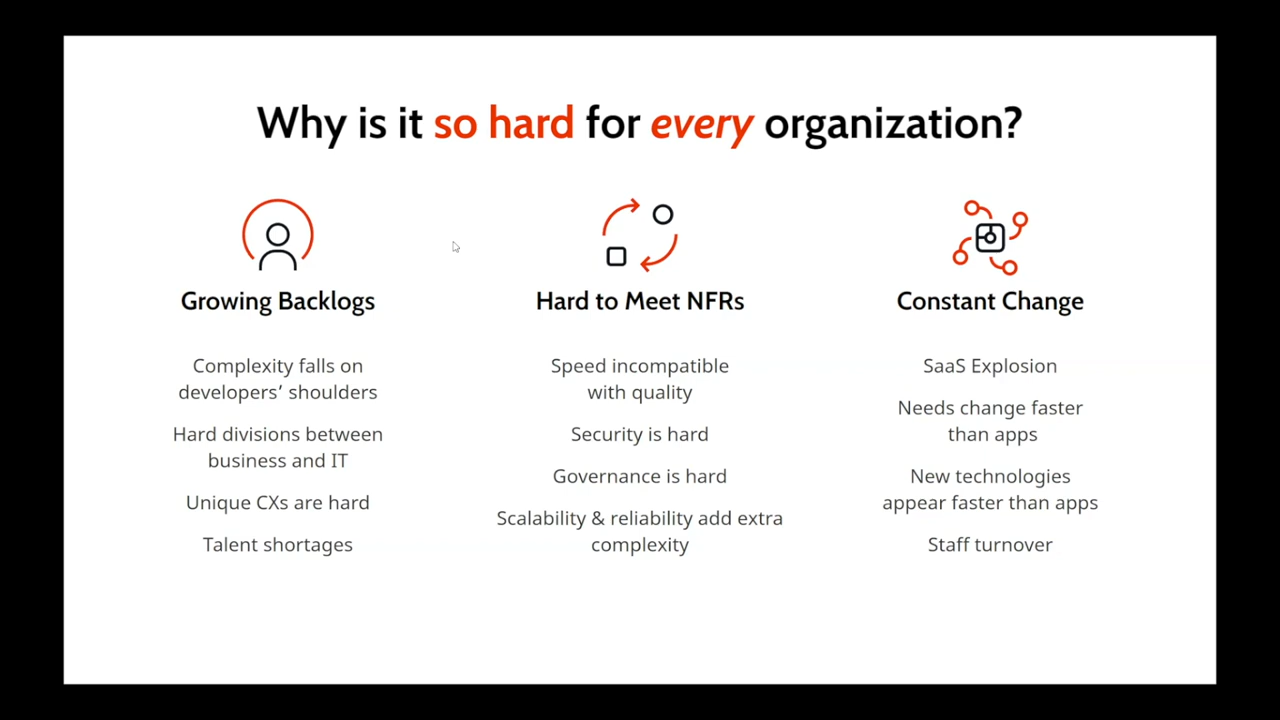 Why is it so hard for every organization?
Growing Backlogs
Complexity falls on
developers’ shoulders
Hard divisions between
business and IT
Unique CXs are hard
Talent shortages
Hard to Meet NFRs
Speed incompatible
with quality
Security is hard
Governance is hard
Scalability & reliability add extra
complexity
Constant Change
SaaS Explosion
Needs change faster
than apps
New technologies
appear faster than apps
Staff turnover